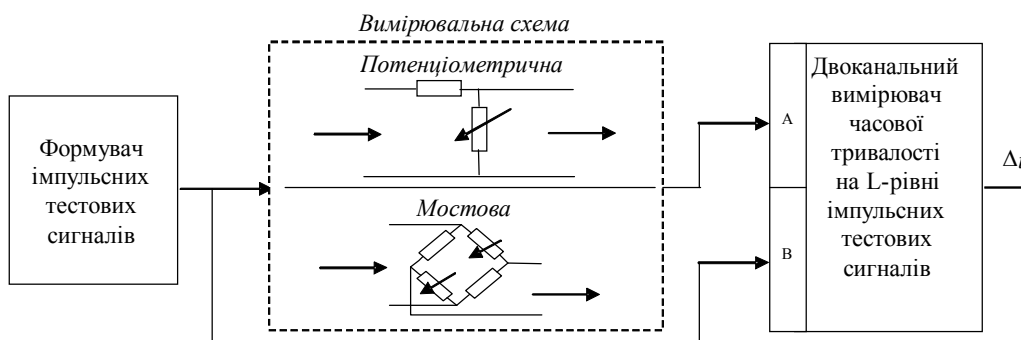 Вимірювальна схема
Потенціометрична
Мостова
Формувач
імпульсних
тестових
сигналів
A
B
Двоканальний
вимірювач
часової
тривалості
на L-рівні
імпульсних
тестових
сигналів